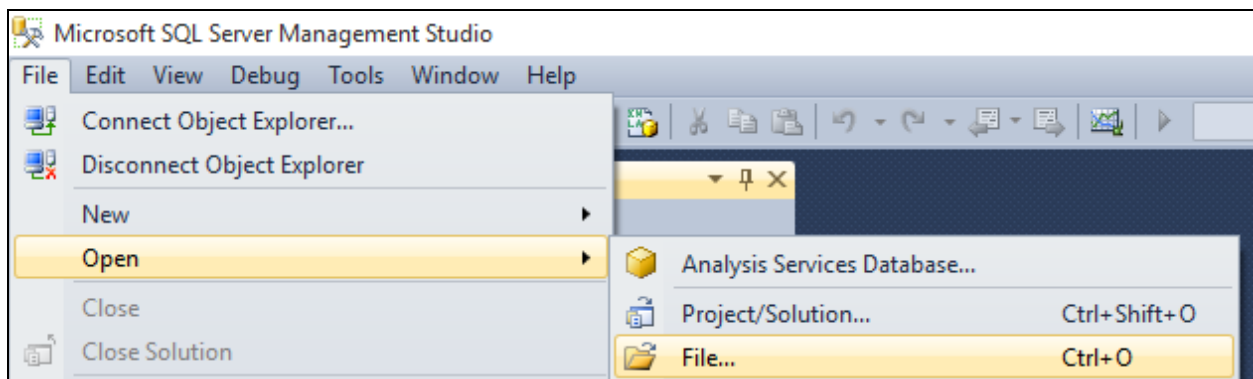 Microsoft SQL Server Management Studio
File Edit View Debug Tools Window Help
Connect Object Explorer...
Disconnect Object Explorer
New
Open
Analysis Services Database...
Close
Project/Solution... Ctrl+Shift+O
Close Solution
File... Ctrl+O